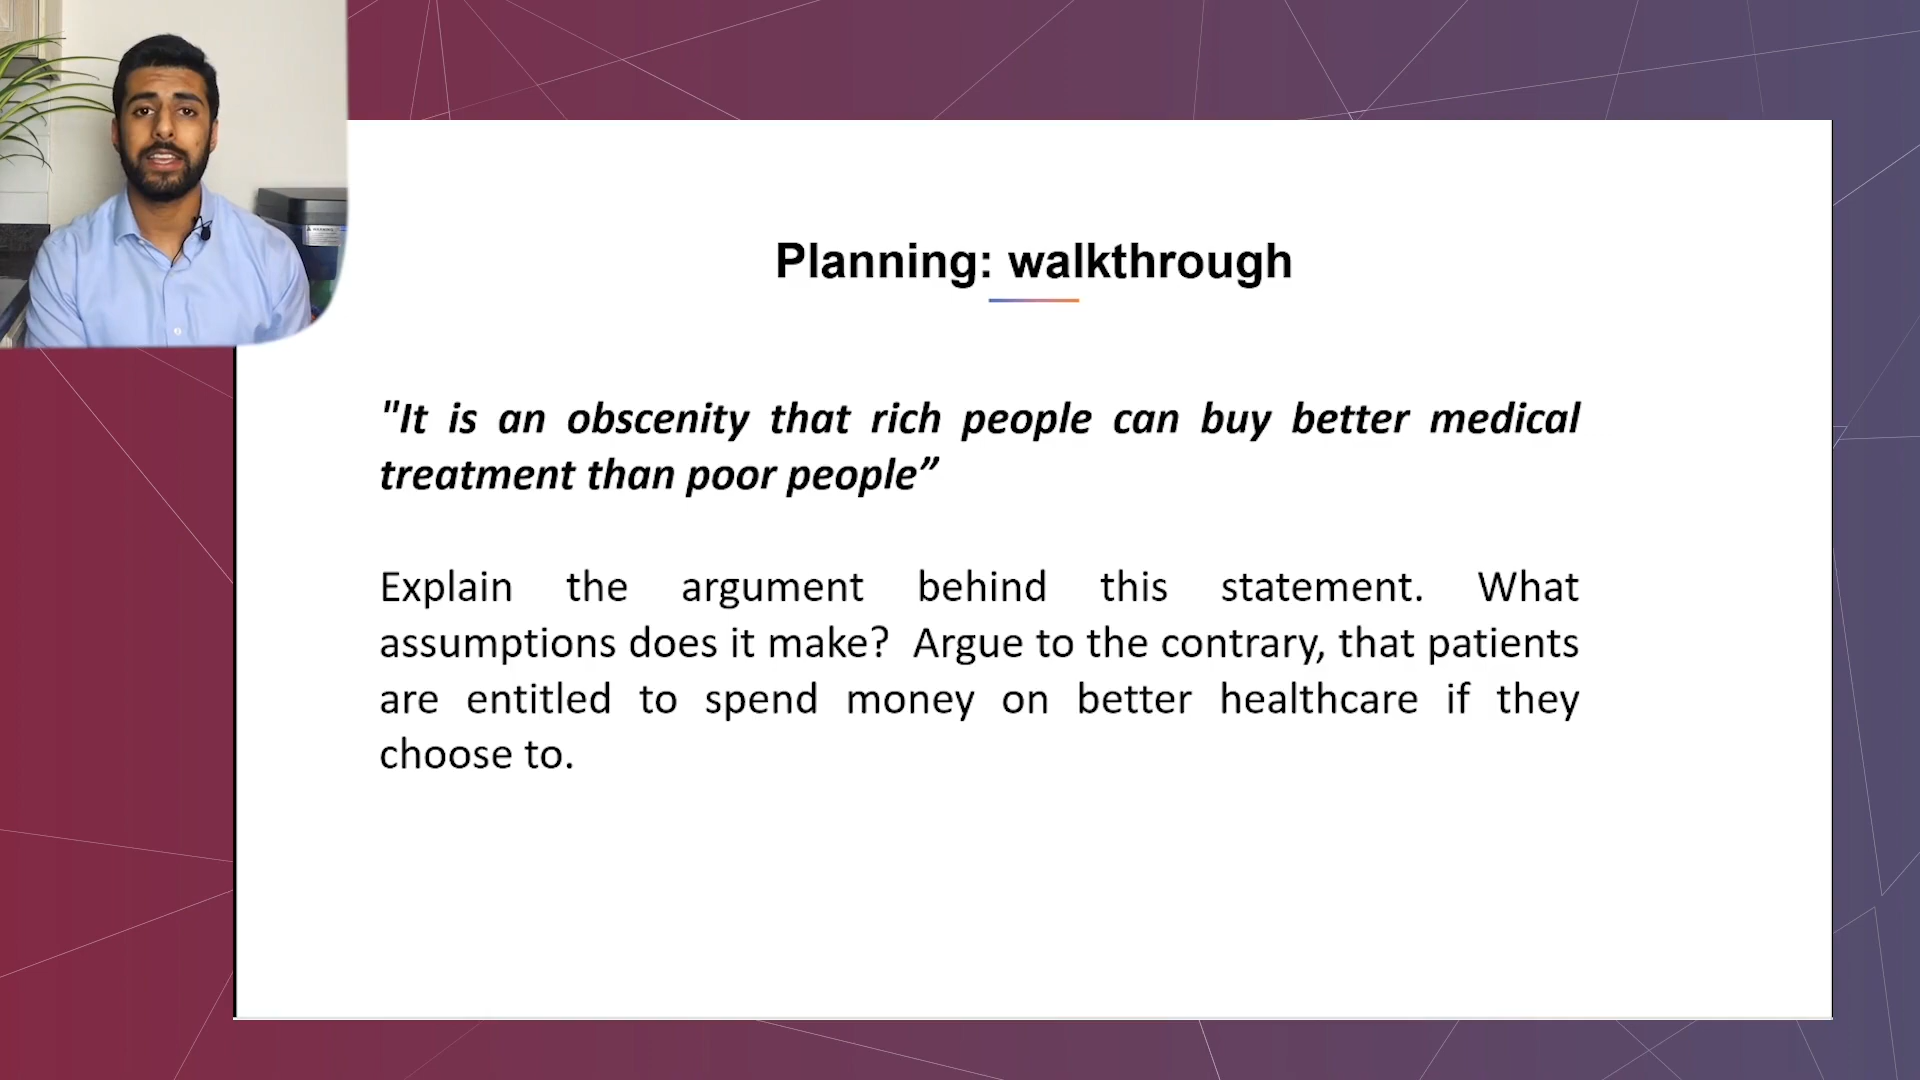 Planning: walkthrough
"It is an obscenity that rich people can buy better medical
treatment than poor people”
Explain the argument behind this statement. What
assumptions does it make?  Argue to the contrary, that patients
are entitled to spend money on better healthcare if they
choose to.